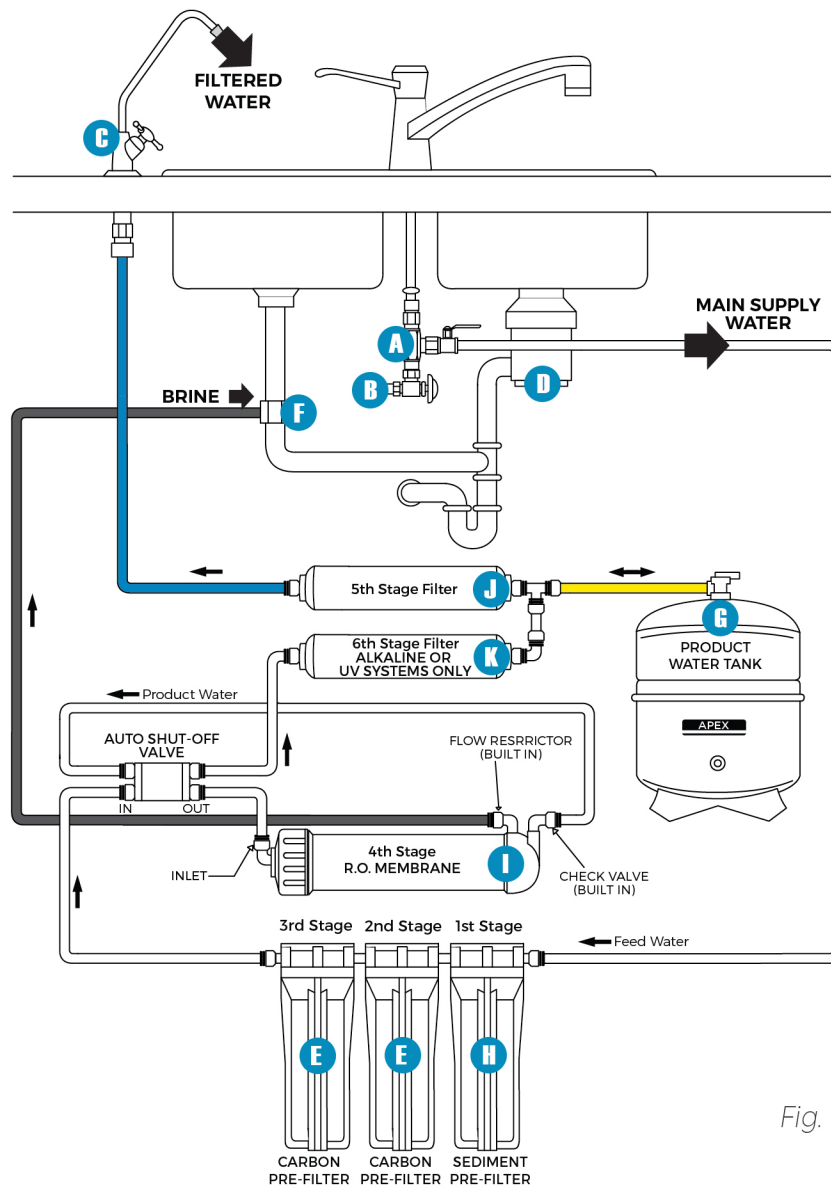 FILTERED
WATER
C
MAIN SUPPLY
WATER
A
B
D
BRINE
F
5th Stage Filter
J
G
6th Stage Filter
ALKALINE OR
UV SYSTEMS ONLY
K
PRODUCT
WATER TANK
APEX
Product Water
AUTO SHUT-OFF
VALVE
IN
OUT
FLOW RESRRICTOR
(BUILT IN)
INLET
4th Stage
R.O. MEMBRANE
I
CHECK VALVE
(BUILT IN)
3rd Stage
2nd Stage
1st Stage
Feed Water
E
E
H
CARBON
PRE-FILTER
CARBON
PRE-FILTER
SEDIMENT
PRE-FILTER
Fig.